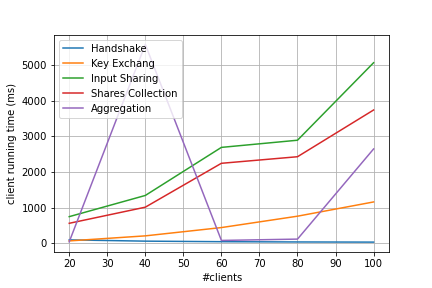 Handshake
Key Exchang
Input Sharing
Shares Collection
Aggregation
5000
4000
3000
2000
1000
0
client running time (ms)
20 30 40 50 60 70 80 90 100
#clients